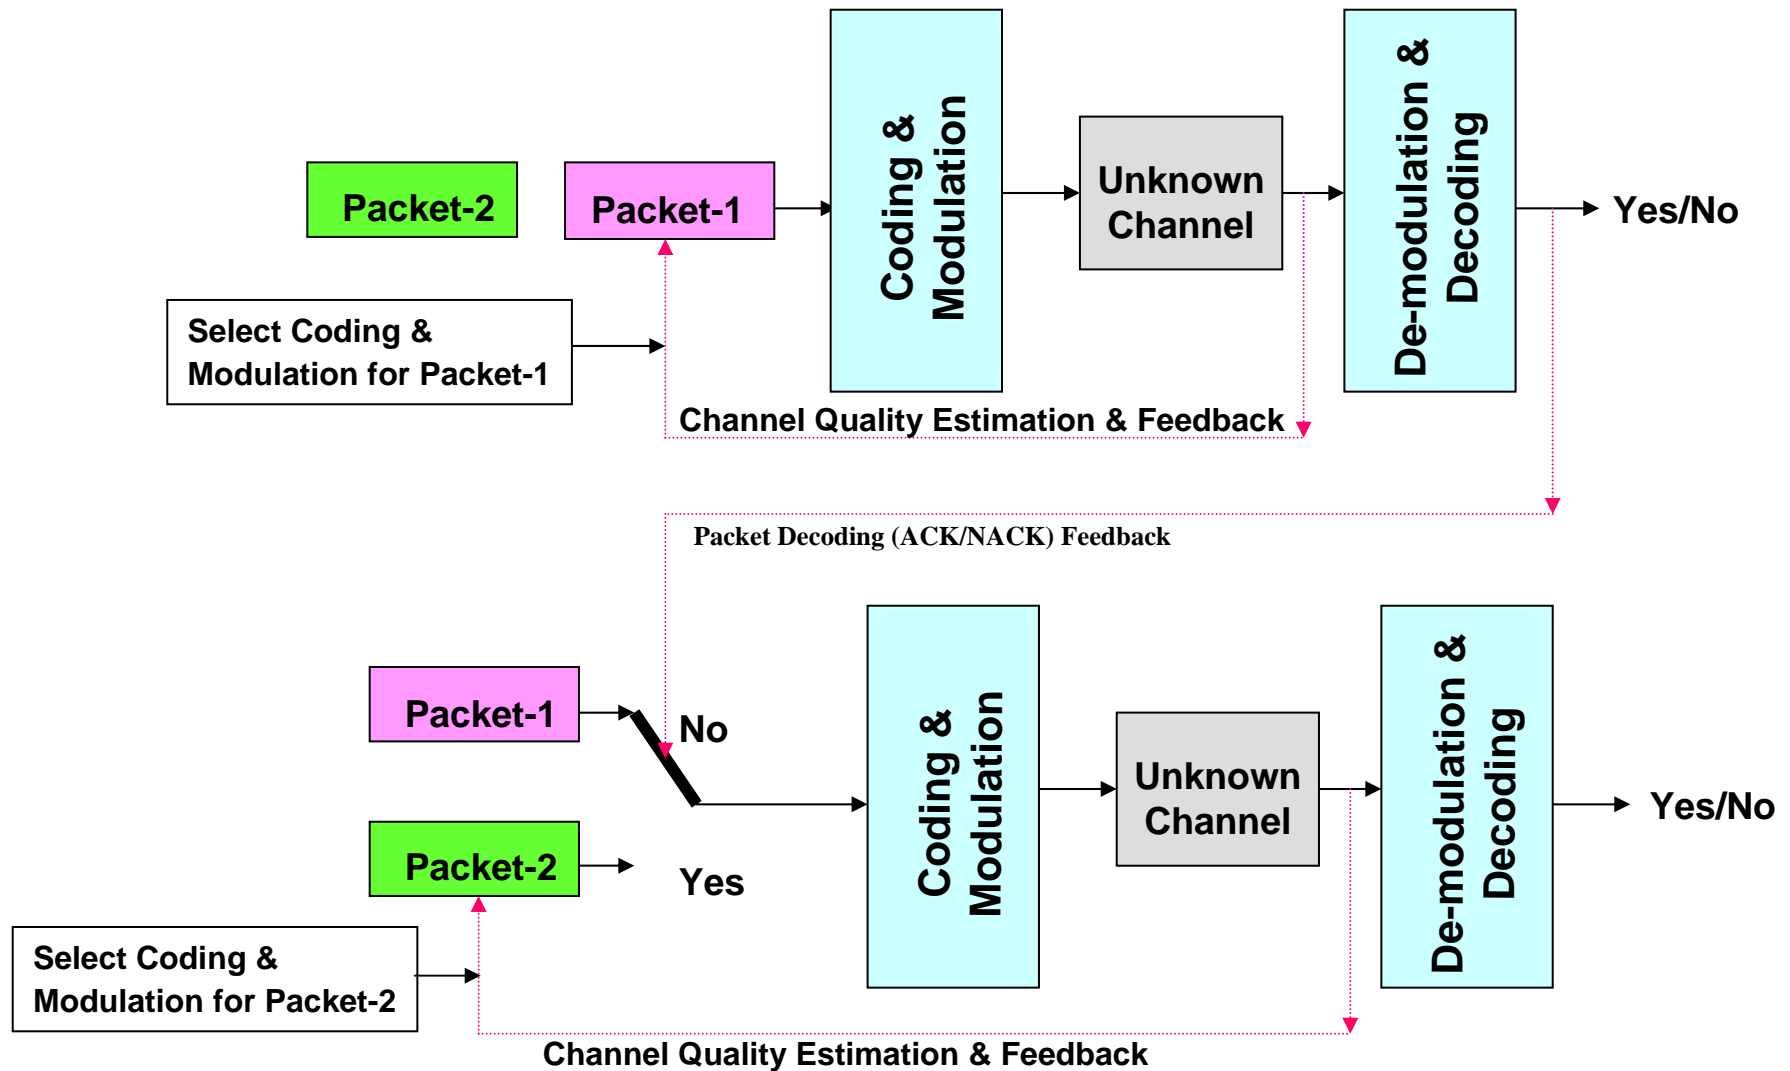 Packet-2
Packet-1
Coding &
Modulation
Unknown
Channel
De-modulation &
Decoding
Yes/No
Select Coding &
Modulation for Packet-1
Channel Quality Estimation & Feedback
Packet Decoding (ACK/NACK) Feedback
Packet-1
No
Packet-2
Yes
Coding &
Modulation
Unknown
Channel
De-modulation &
Decoding
Yes/No
Select Coding &
Modulation for Packet-2
Channel Quality Estimation & Feedback